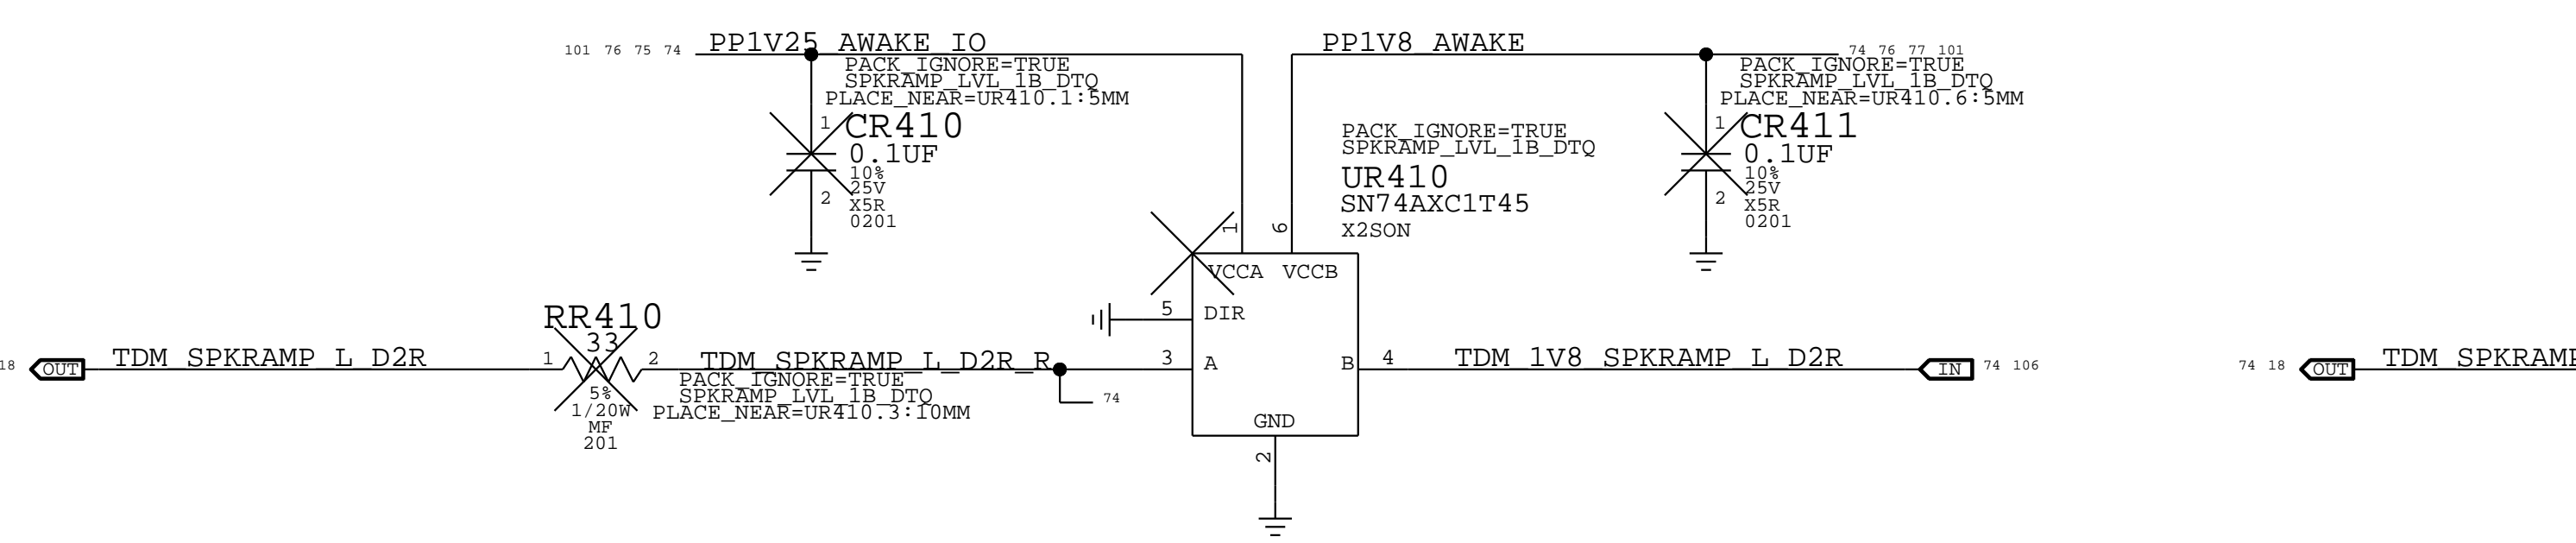 101 76 75 74 PP1V25_AWAKE_IO
PACK_IGNORE=TRUE
SPKRAMP_LVL_1B_DTQ
PLACE_NEAR=UR410.1:5MM
1 CR410
0.1UF
10%
25V
2 X5R
0201
PP1V8_AWAKE 74 76 77 101
PACK_IGNORE=TRUE
SPKRAMP_LVL_1B_DTQ
PLACE_NEAR=UR410.6:5MM
1 CR411
0.1UF
10%
25V
2 X5R
0201
PACK_IGNORE=TRUE
SPKRAMP_LVL_1B_DTQ
UR410
SN74AXC1T45
X2SON
1 6
VCCA VCCB
5 DIR
3 A
B 4
GND
2
RR410
33
18 OUT TDM_SPKRAMP_L_D2R 1 2 TDM_SPKRAMP_L_D2R_R
5%
1/20W
MF
201
PACK_IGNORE=TRUE
SPKRAMP_LVL_1B_DTQ
PLACE_NEAR=UR410.3:10MM
74
TDM_1V8_SPKRAMP_L_D2R IN 74 106
74 18 OUT TDM_SPKRAMP